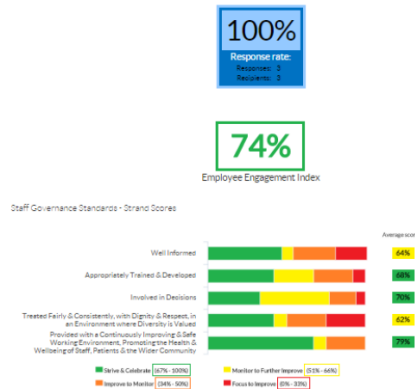 100%
Response rate:
Responses: 3
Recipients: 3
74%
Employee Engagement Index
Staff Governance Standards - Strand Scores
Average score
Well Informed
64%
Appropriately Trained & Developed
68%
Involved in Decisions
70%
Treated Fairly & Consistently, with Dignity & Respect, in
an Environment where Diversity is Valued
62%
Provided with a Continuously Improving & Safe
Working Environment, Promoting the Health &
Wellbeing of Staff, Patients & the Wider Community
79%
Strive & Celebrate (67% - 100%)
Monitor to Further Improve (51% - 66%)
Improve to Monitor (34% - 50%)
Focus to Improve (0% - 33%)